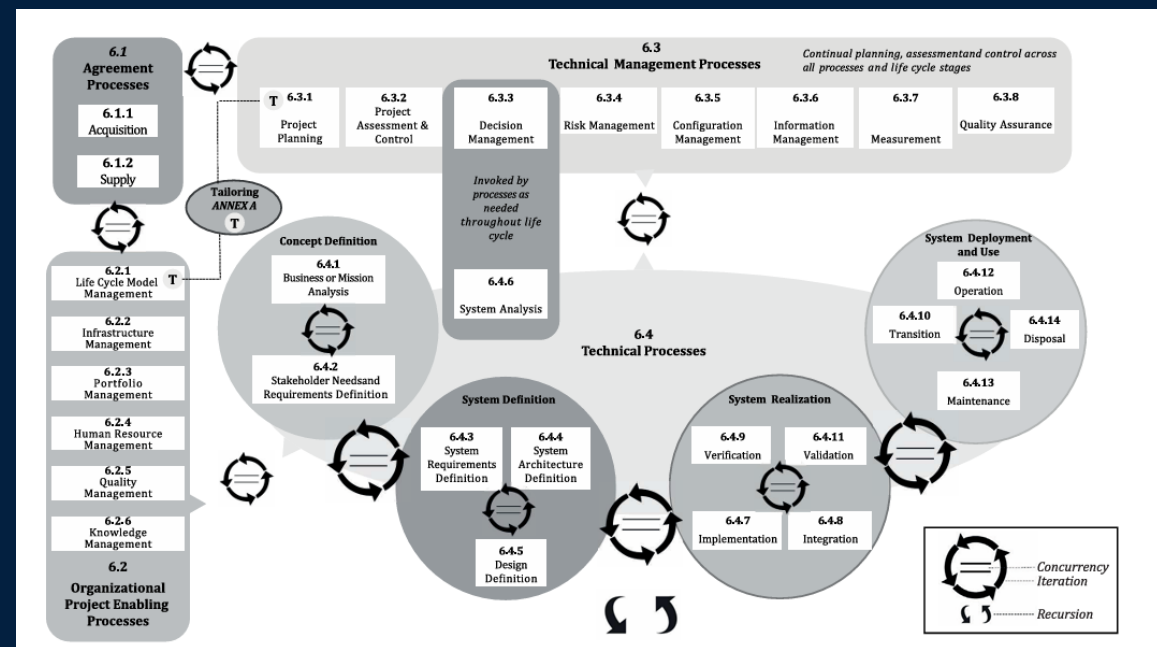 6.1
Agreement
Processes
6.1.1
Acquisition
6.1.2
Supply
6.3
Technical Management Processes
Continual planning, assessmentand control across
all processes and life cycle stages
T
6.3.1
Project
Planning
6.3.2
Project
Assessment &
Control
6.3.3
Decision
Management
6.3.4
Risk Management
6.3.5
Configuration
Management
6.3.6
Information
Management
6.3.7
Measurement
6.3.8
Quality Assurance
Invoked by
processes as
needed
throughout life
cycle
6.4.6
System Analysis
Tailoring
ANNEX A
T
6.2.1
Life Cycle Model
Management
T
6.2.2
Infrastructure
Management
6.2.3
Portfolio
Management
6.2.4
Human Resource
Management
6.2.5
Quality
Management
6.2.6
Knowledge
Management
6.2
Organizational
Project Enabling
Processes
Concept Definition
6.4.1
Business or Mission
Analysis
6.4.2
Stakeholder Needsand
Requirements Definition
6.4
Technical Processes
System Definition
6.4.3
System
Requirements
Definition
6.4.4
System
Architecture
Definition
6.4.5
Design
Definition
System Realization
6.4.9
Verification
6.4.11
Validation
6.4.7
Implementation
6.4.8
Integration
System Deployment
and Use
6.4.12
Operation
6.4.10
Transition
6.4.14
Disposal
6.4.13
Maintenance
Concurrency
Iteration
Recursion